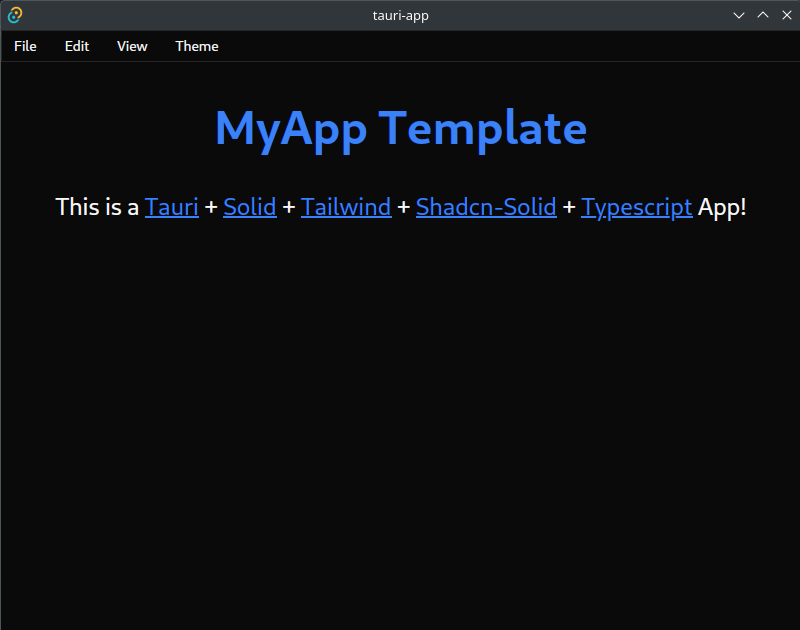 tauri-app
File Edit View Theme
MyApp Template
This is a Tauri + Solid + Tailwind + Shadcn-Solid + Typescript App!